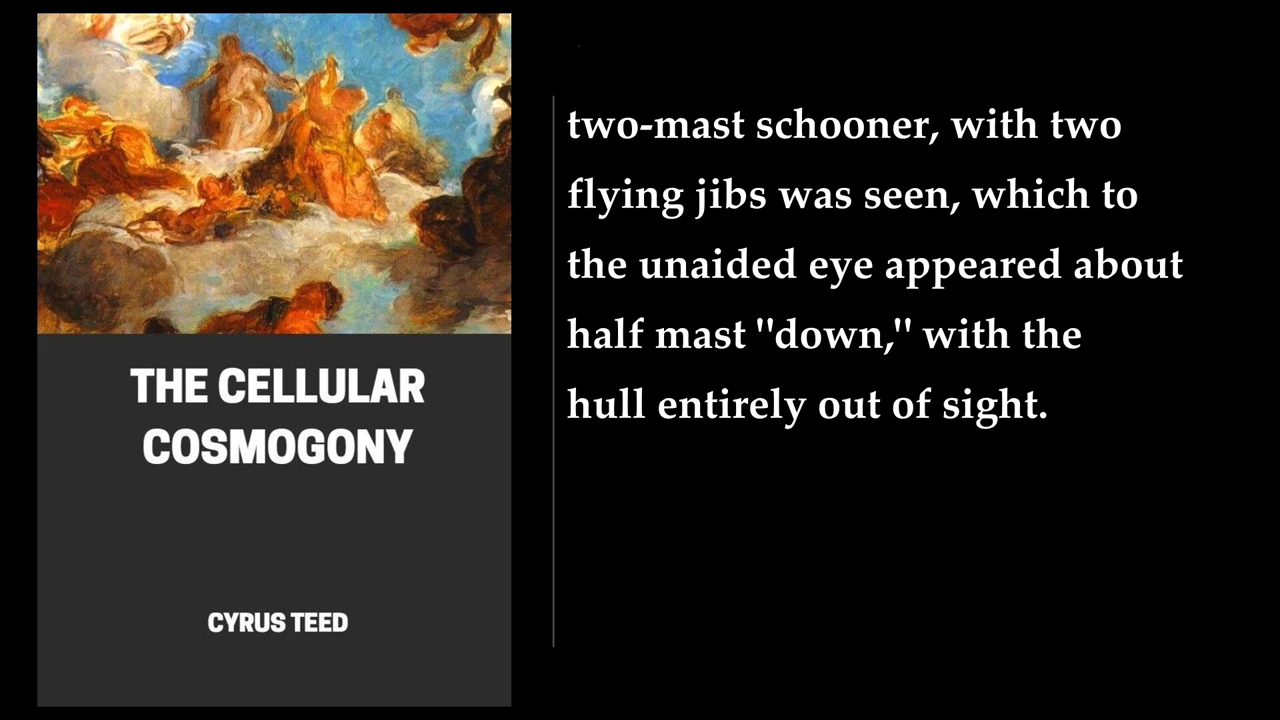 THE CELLULAR
COSMOGONY
CYRUS TEED
two-mast schooner, with two
flying jibs was seen, which to
the unaided eye appeared about
half mast "down," with the
hull entirely out of sight.